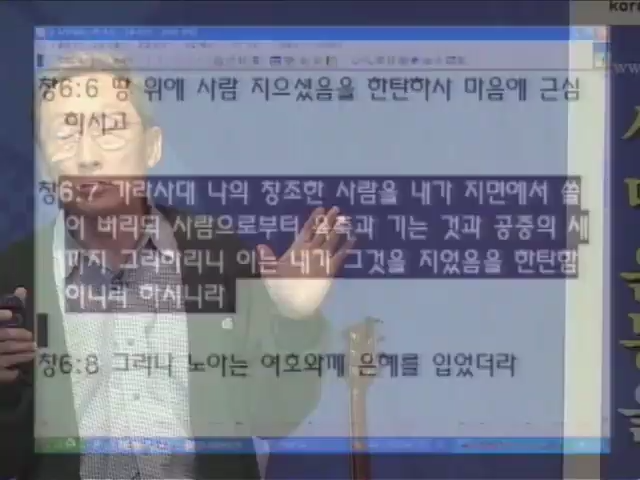 창6:6 땅 위에 사람 지으셨음을 한탄하사 마음에 근심
하시고
창6:7 가라사대 나의 창조한 사람을 내가 지면에서 쓸
어 버리되 사람으로부터 육축과 기는 것과 공중의 새
까지 그리하리니 이는 내가 그것을 지었음을 한탄함
이니라 하시니라
창6:8 그러나 노아는 여호와께 은혜를 입었더라
www